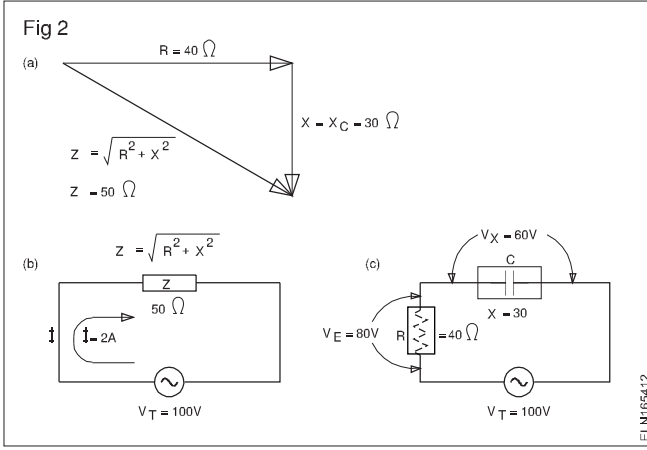 Fig 2
(a)
R = 40 Ω
X = X_C = 30 Ω
Z = √R² + X²
Z = 50 Ω
(b)
Z = √R² + X²
Z
50 Ω
I
I = 2A
V_T = 100V
(c)
V_X = 60V
C
X = 30
V_E = 80V
R
= 40 Ω
V_T = 100V
ELN165412